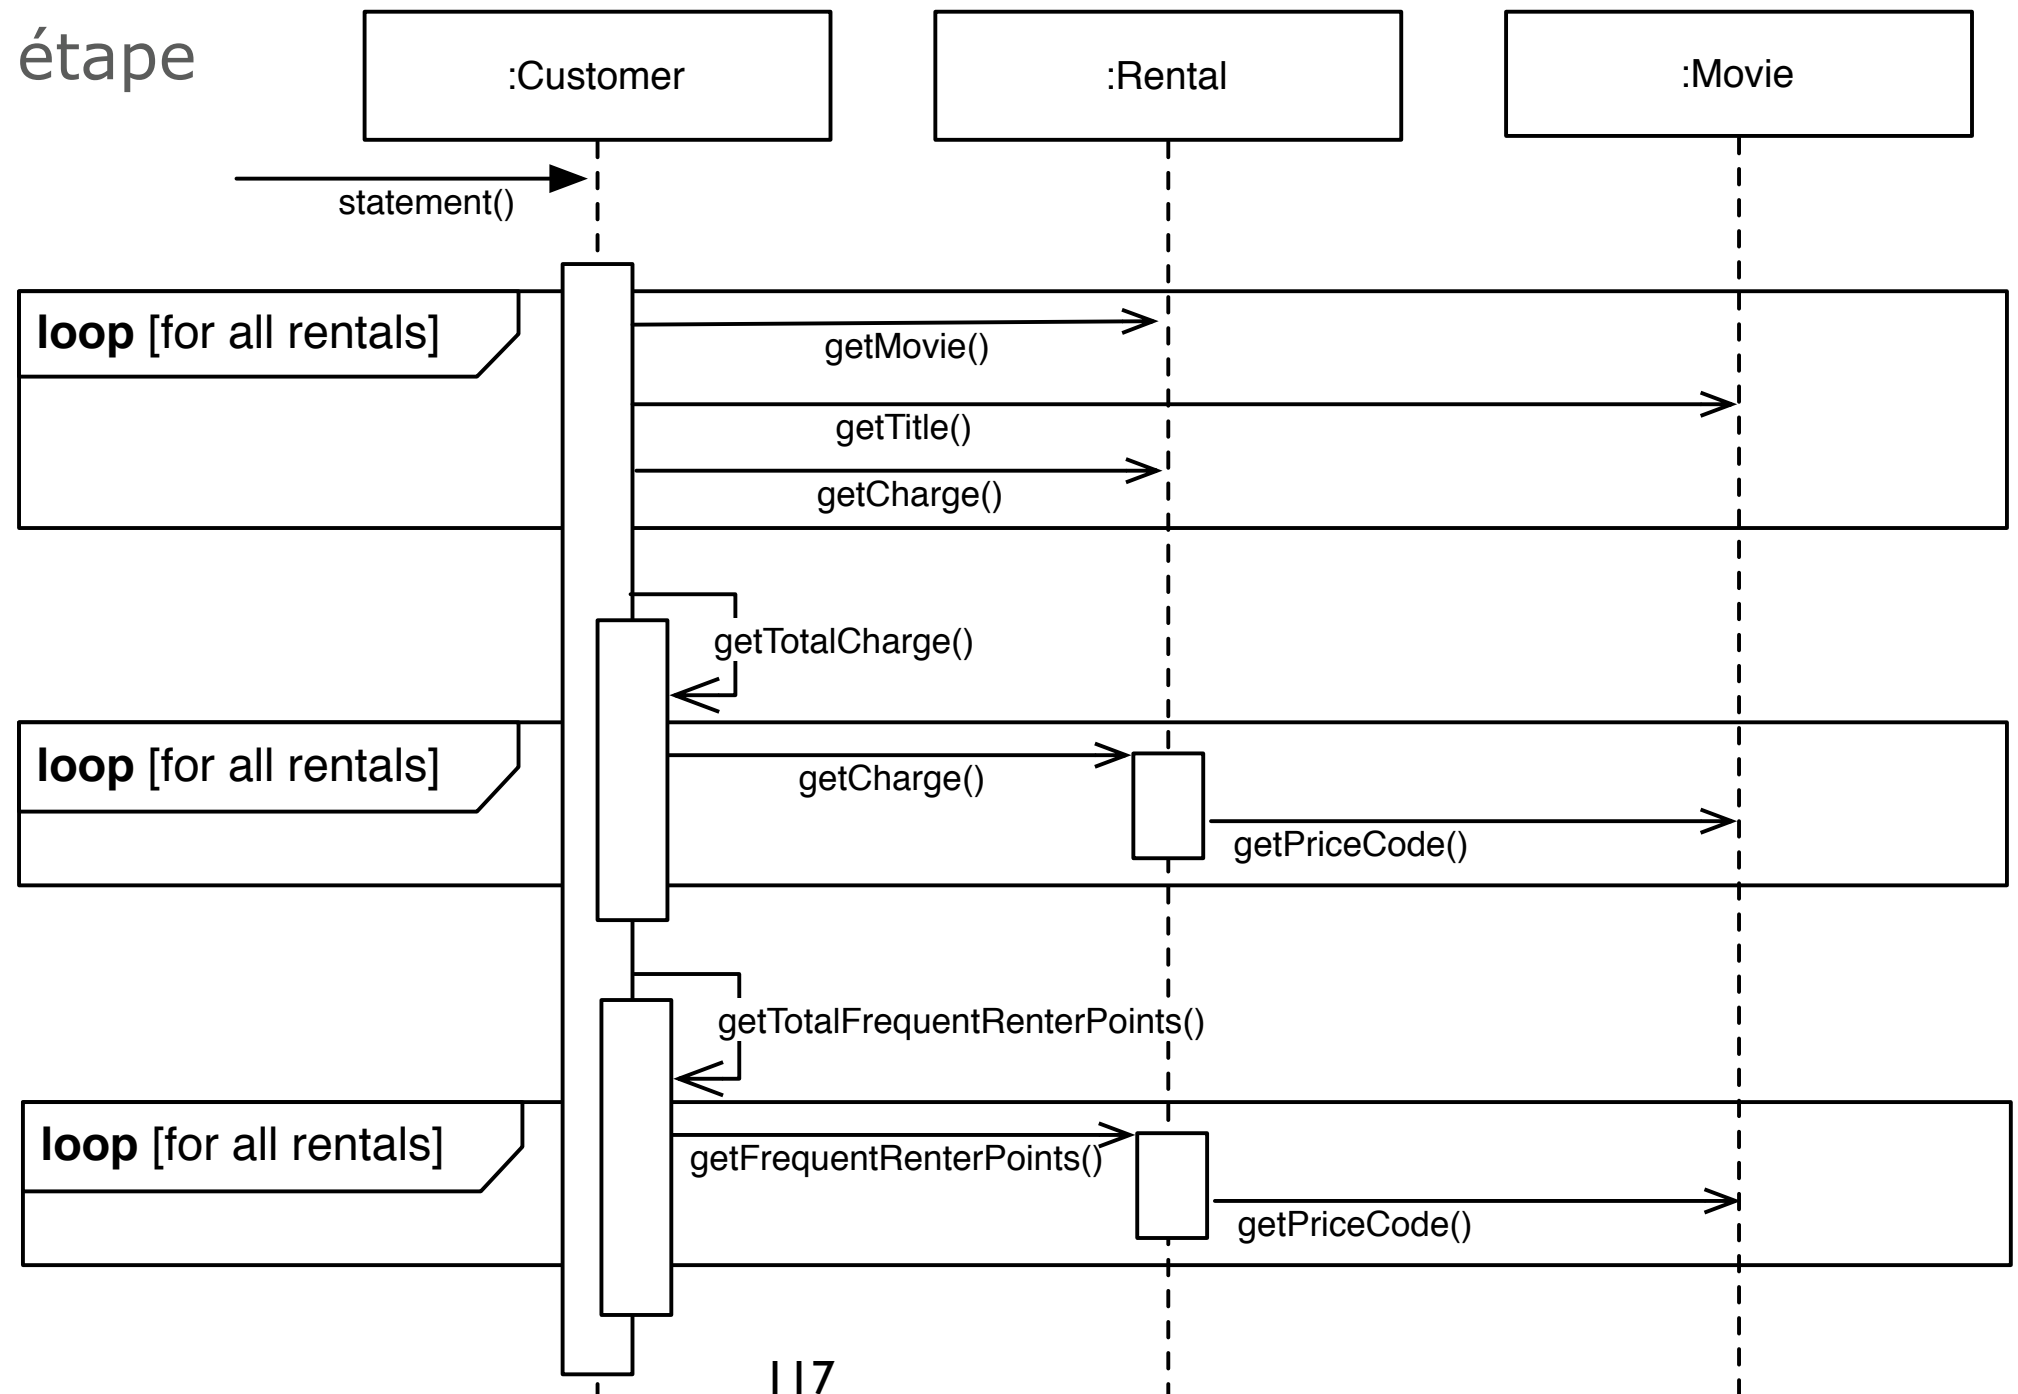 étape
:Customer
:Rental
:Movie
statement()
loop [for all rentals]
getMovie()
getTitle()
getCharge()
getTotalCharge()
loop [for all rentals]
getCharge()
getPriceCode()
getTotalFrequentRenterPoints()
loop [for all rentals]
getFrequentRenterPoints()
getPriceCode()
117